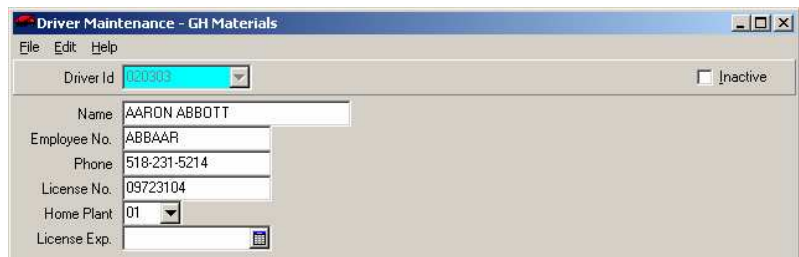 Driver Maintenance - GH Materials
File Edit Help
Driver Id 020303 Inactive
Name AARON ABBOTT
Employee No. ABBAAR
Phone 518-231-5214
License No. 09723104
Home Plant 01
License Exp.